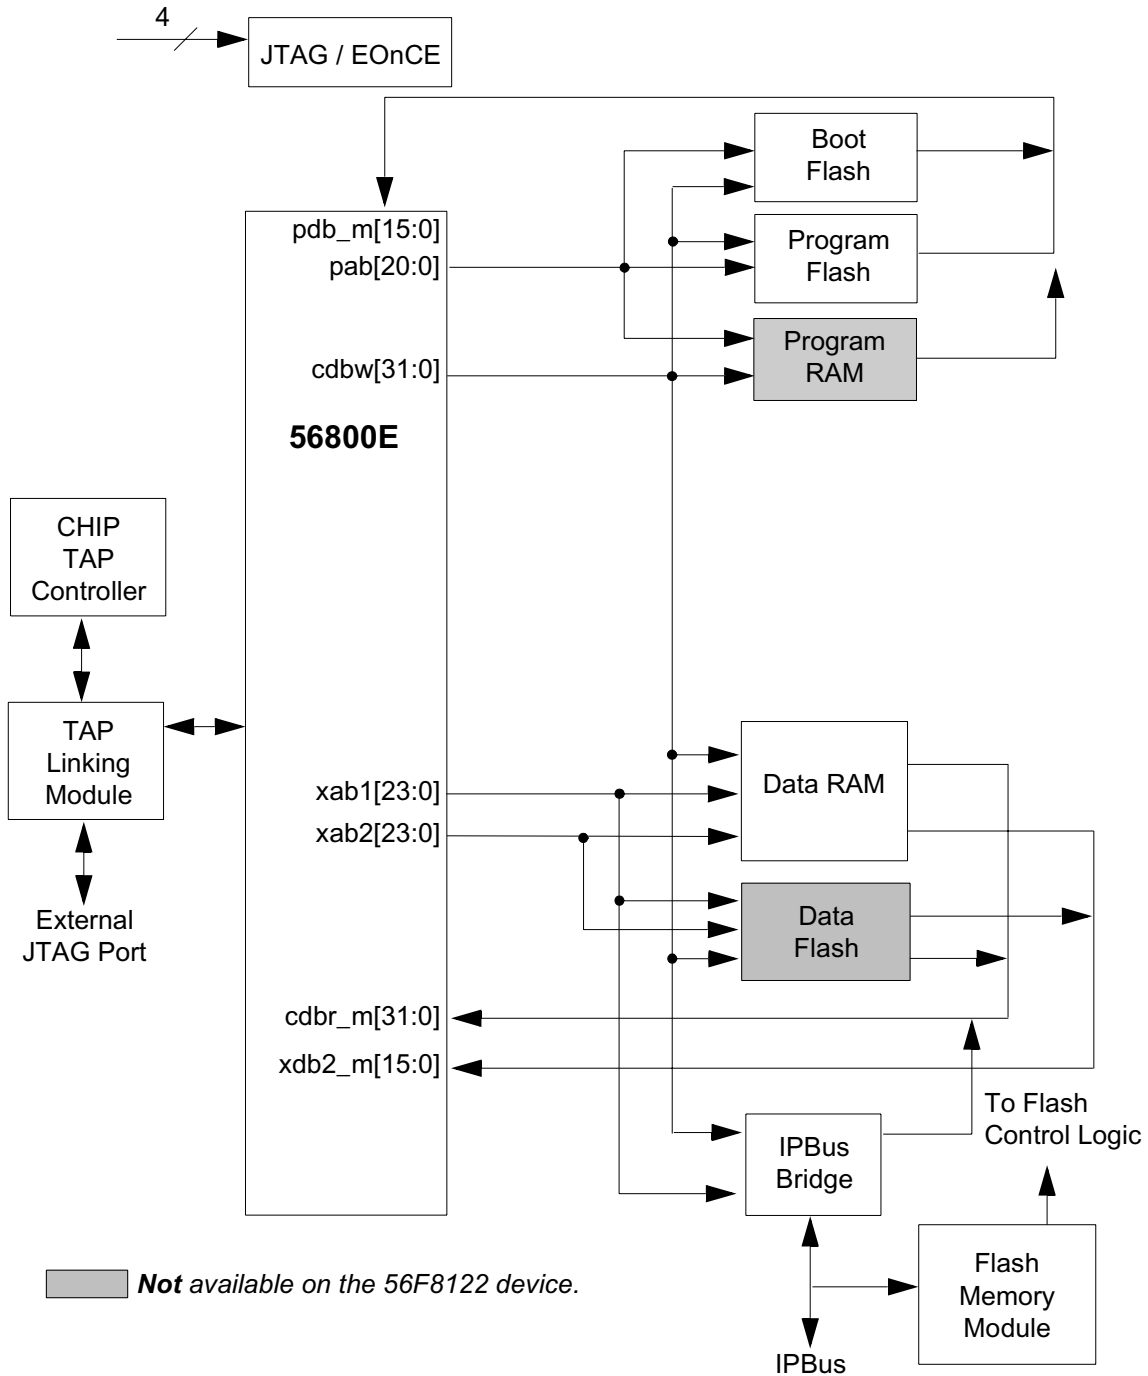 4
JTAG / EOnCE
Boot
Flash
pdb_m[15:0]
pab[20:0]
Program
Flash
cdbw[31:0]
Program
RAM
56800E
CHIP
TAP
Controller
TAP
Linking
Module
External
JTAG Port
xab1[23:0]
xab2[23:0]
Data RAM
Data
Flash
cdbr_m[31:0]
xdb2_m[15:0]
To Flash
Control Logic
IPBus
Bridge
Flash
Memory
Module
IPBus
Not available on the 56F8122 device.